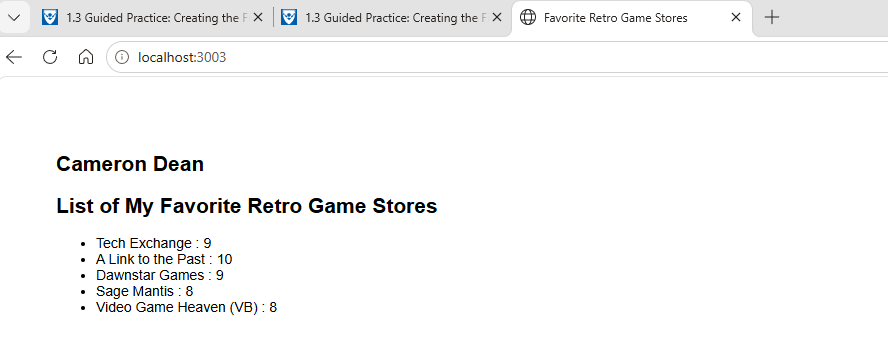 1.3 Guided Practice: Creating the F
1.3 Guided Practice: Creating the F
Favorite Retro Game Stores
localhost:3003
Cameron Dean
List of My Favorite Retro Game Stores
Tech Exchange : 9
A Link to the Past : 10
Dawnstar Games : 9
Sage Mantis : 8
Video Game Heaven (VB) : 8